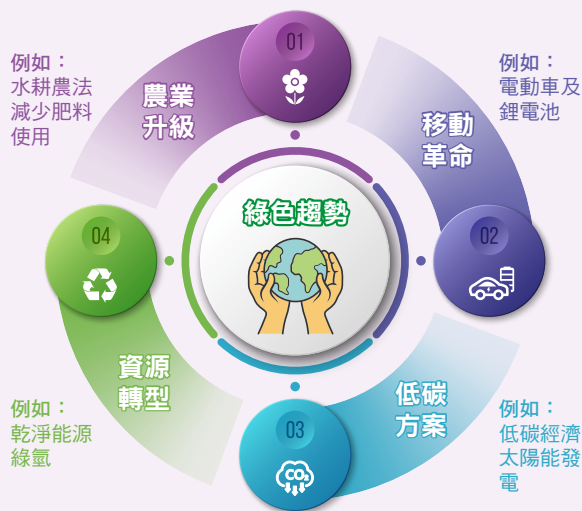 01
例如：
水耕農法
減少肥料
使用
農業
升級
例如：
電動車及
鋰電池
移動
革命
綠色趨勢
04
02
資源
轉型
低碳
方案
例如：
乾淨能源
綠氫
03
CO₂
例如：
低碳經濟
太陽能發
電